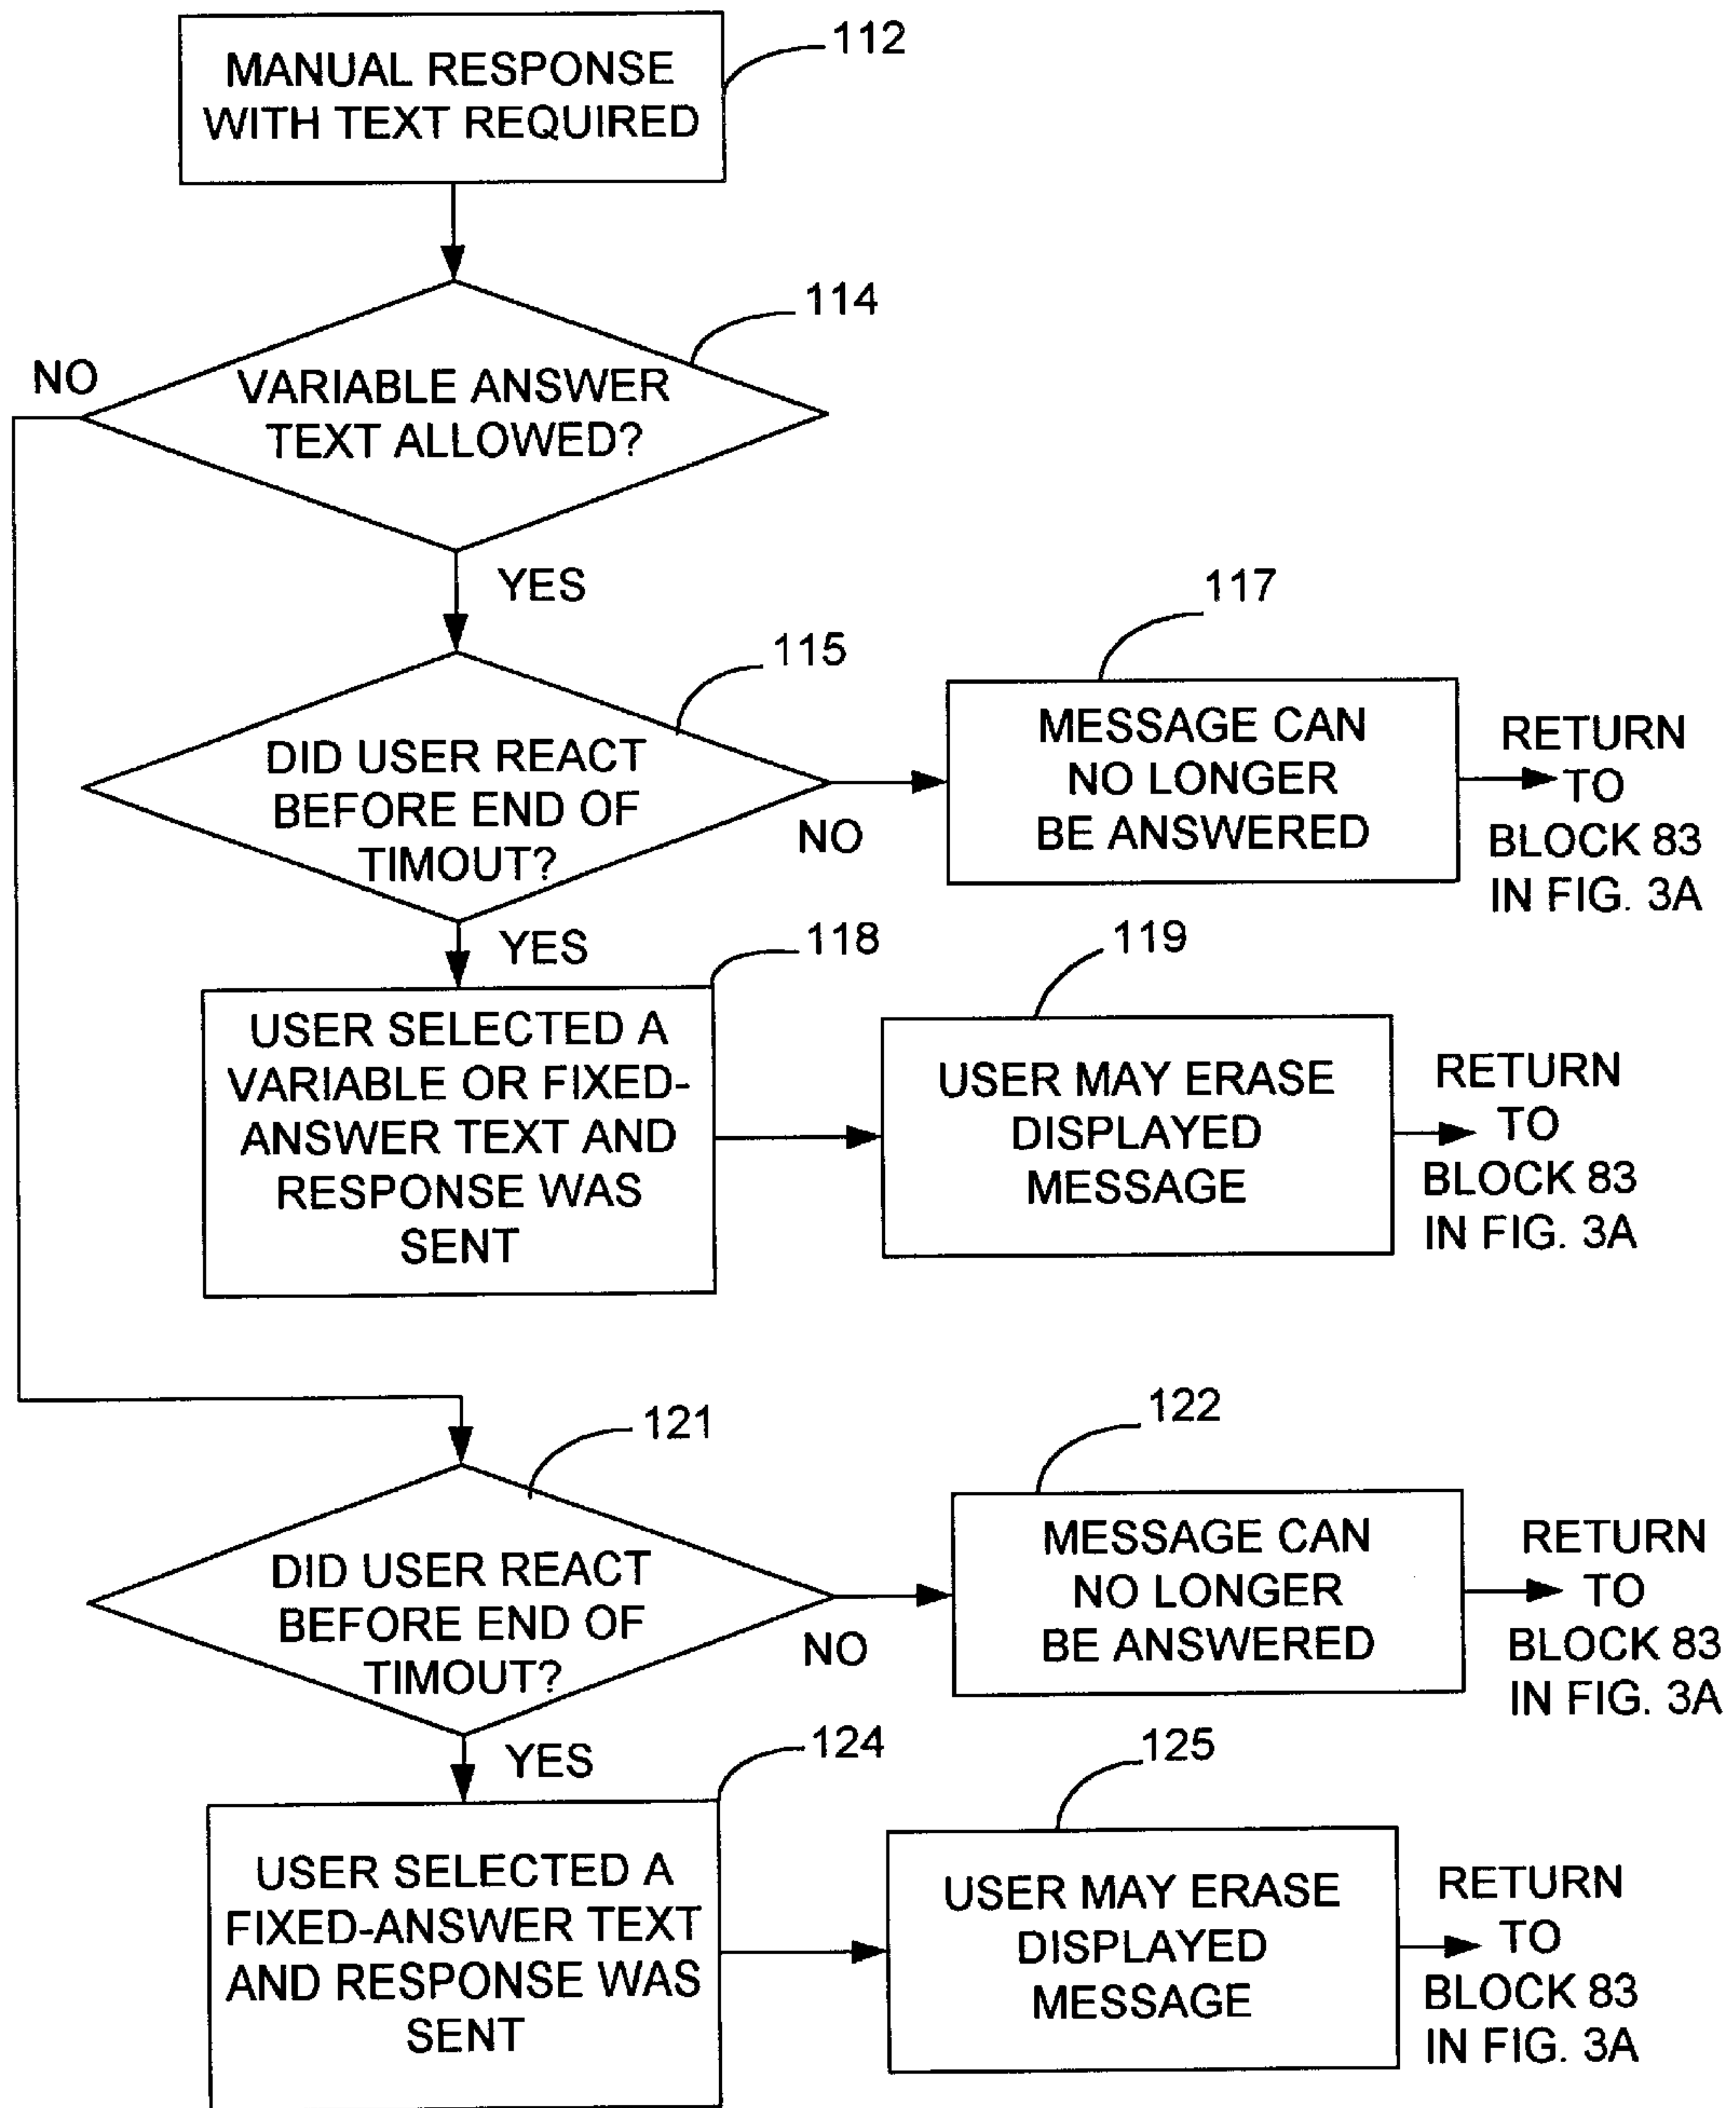 112
MANUAL RESPONSE
WITH TEXT REQUIRED
114
NO
VARIABLE ANSWER
TEXT ALLOWED?
YES
115
DID USER REACT
BEFORE END OF
TIMOUT?
NO
117
MESSAGE CAN
NO LONGER
BE ANSWERED
RETURN
TO
BLOCK 83
IN FIG. 3A
YES
118
USER SELECTED A
VARIABLE OR FIXED-
ANSWER TEXT AND
RESPONSE WAS
SENT
119
USER MAY ERASE
DISPLAYED
MESSAGE
RETURN
TO
BLOCK 83
IN FIG. 3A
121
DID USER REACT
BEFORE END OF
TIMOUT?
NO
122
MESSAGE CAN
NO LONGER
BE ANSWERED
RETURN
TO
BLOCK 83
IN FIG. 3A
YES
124
USER SELECTED A
FIXED-ANSWER TEXT
AND RESPONSE WAS
SENT
125
USER MAY ERASE
DISPLAYED
MESSAGE
RETURN
TO
BLOCK 83
IN FIG. 3A